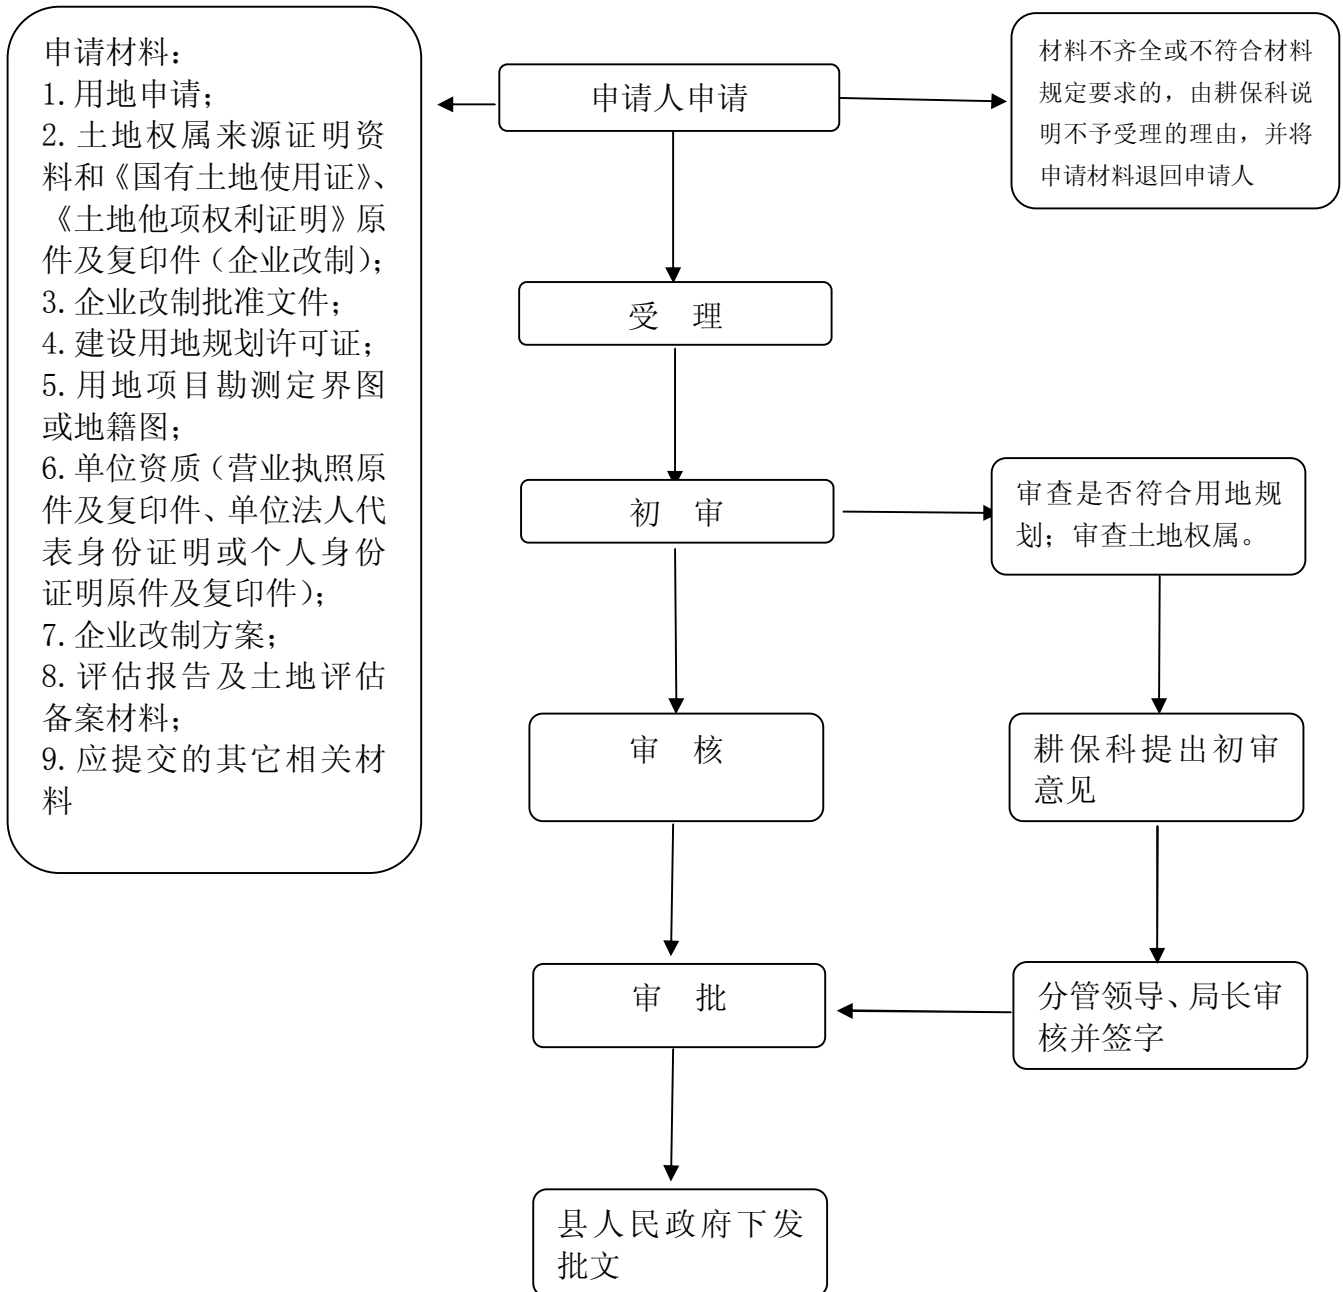 申请材料：
1.用地申请；
2.土地权属来源证明资
料和《国有土地使用证》、
《土地他项权利证明》原
件及复印件（企业改制）；
3.企业改制批准文件；
4.建设用地规划许可证；
5.用地项目勘测定界图
或地籍图；
6.单位资质（营业执照原
件及复印件、单位法人代
表身份证明或个人身份
证明原件及复印件）；
7.企业改制方案；
8.评估报告及土地评估
备案材料；
9.应提交的其它相关材
料
申请人申请
材料不齐全或不符合材料
规定要求的，由耕保科说
明不予受理的理由，并将
申请材料退回申请人
受 理
初 审
审查是否符合用地规
划；审查土地权属。
审 核
耕保科提出初审
意见
审 批
分管领导、局长审
核并签字
县人民政府下发
批文